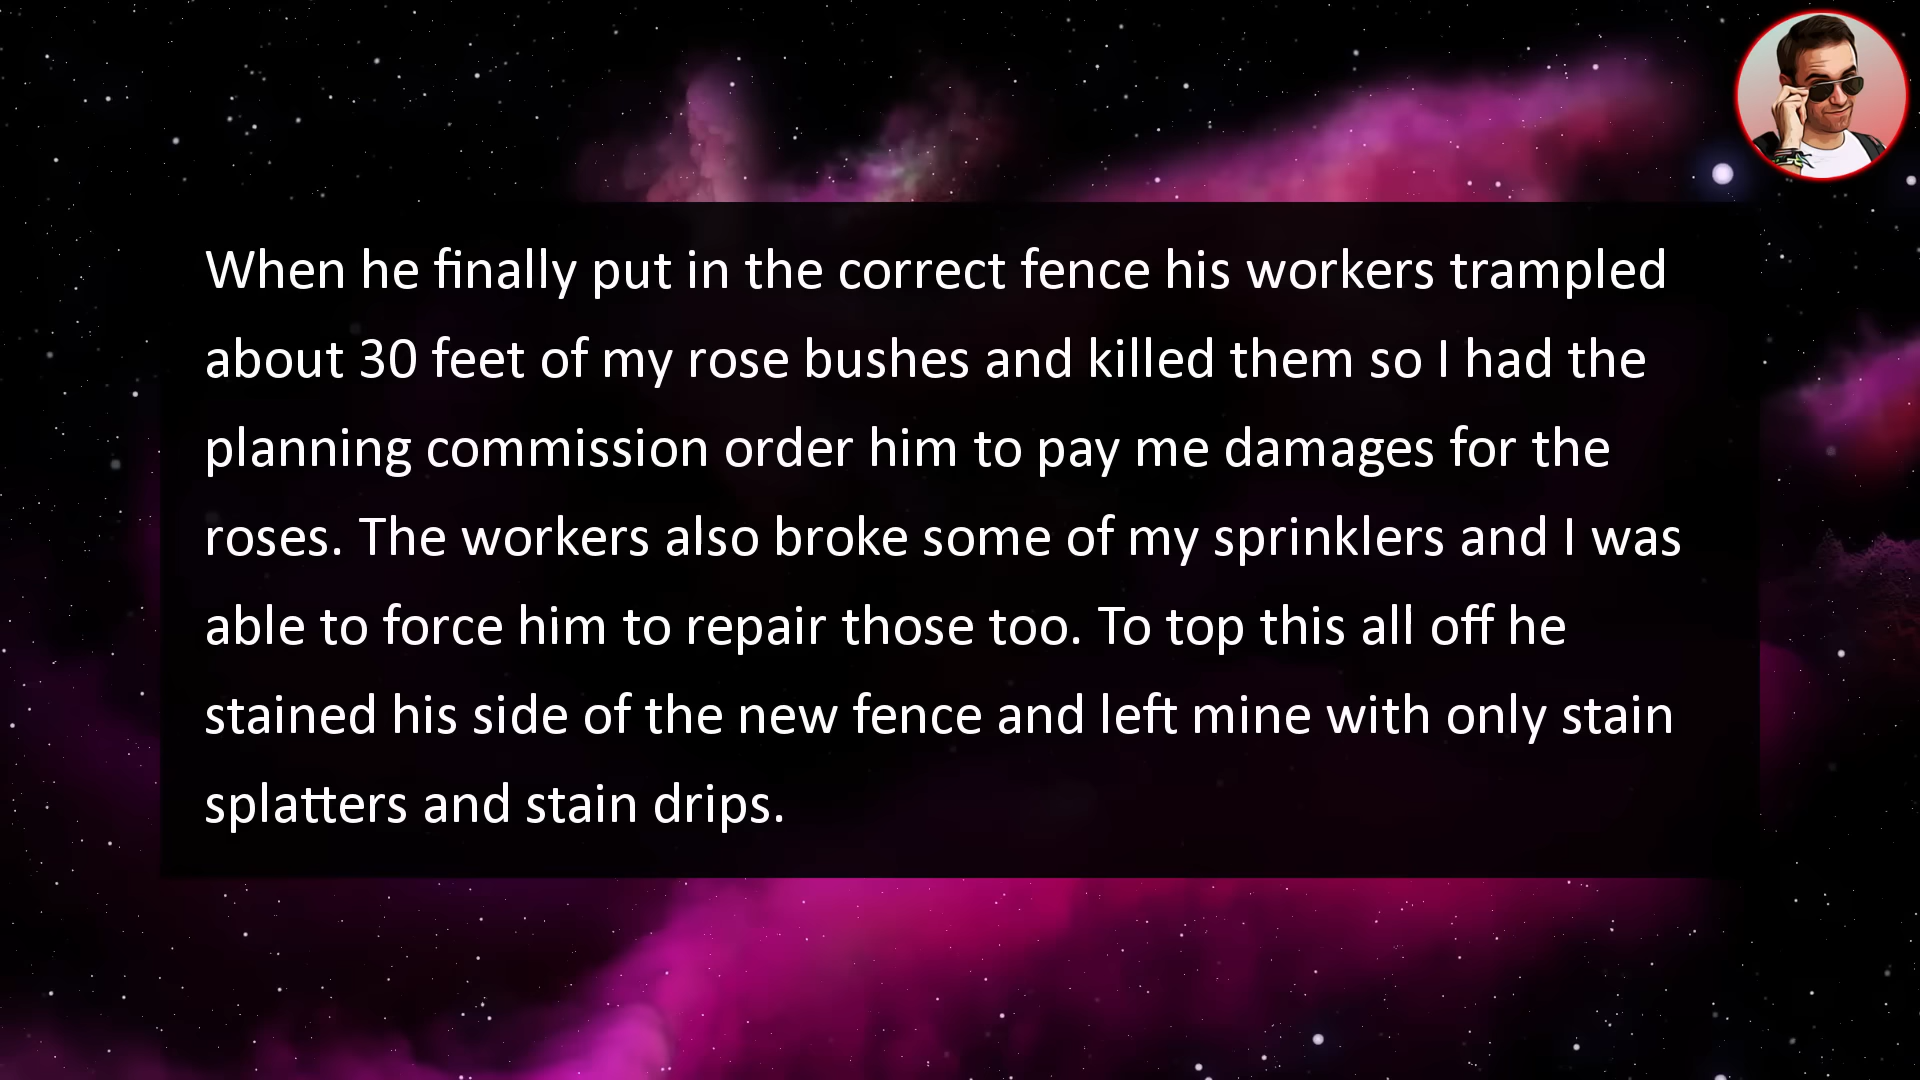 When he finally put in the correct fence his workers trampled
about 30 feet of my rose bushes and killed them so I had the
planning commission order him to pay me damages for the
roses. The workers also broke some of my sprinklers and I was
able to force him to repair those too. To top this all off he
stained his side of the new fence and left mine with only stain
splatters and stain drips.